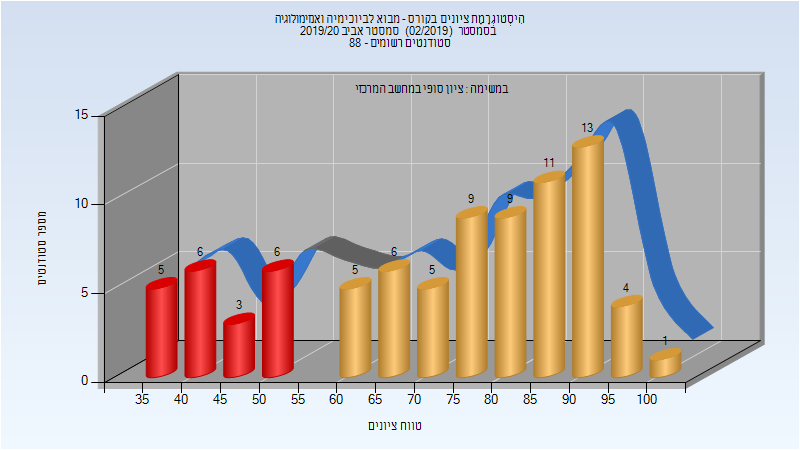 היסטוגרמת ציונים בקורס - מבוא לביוכימיה ואנזימולוגיה
בסמסטר (02/2019) סמסטר אביב 2019/20
סטודנטים רשומים - 88
במשימה : ציון סופי במחשב המרכזי
מספר סטודנטים
15
10
5
0
5
6
3
6
5
6
5
9
9
11
13
4
1
35 40 45 50 55 60 65 70 75 80 85 90 95 100
טווח ציונים